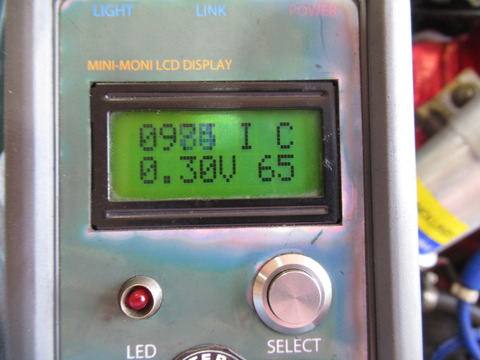 LIGHT LINK POWER
MINI-MONI LCD DISPLAY
I C
0.30V 65
LED SELECT